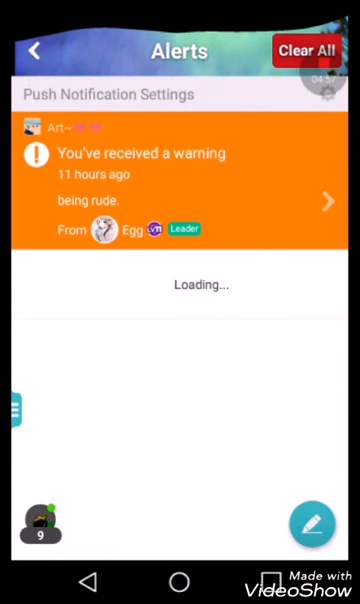 Alerts
Clear All
04:57
Push Notification Settings
Art~
You've received a warning
11 hours ago
being rude.
From Egg LV11 Leader
Loading...
9
Made with
VideoShow